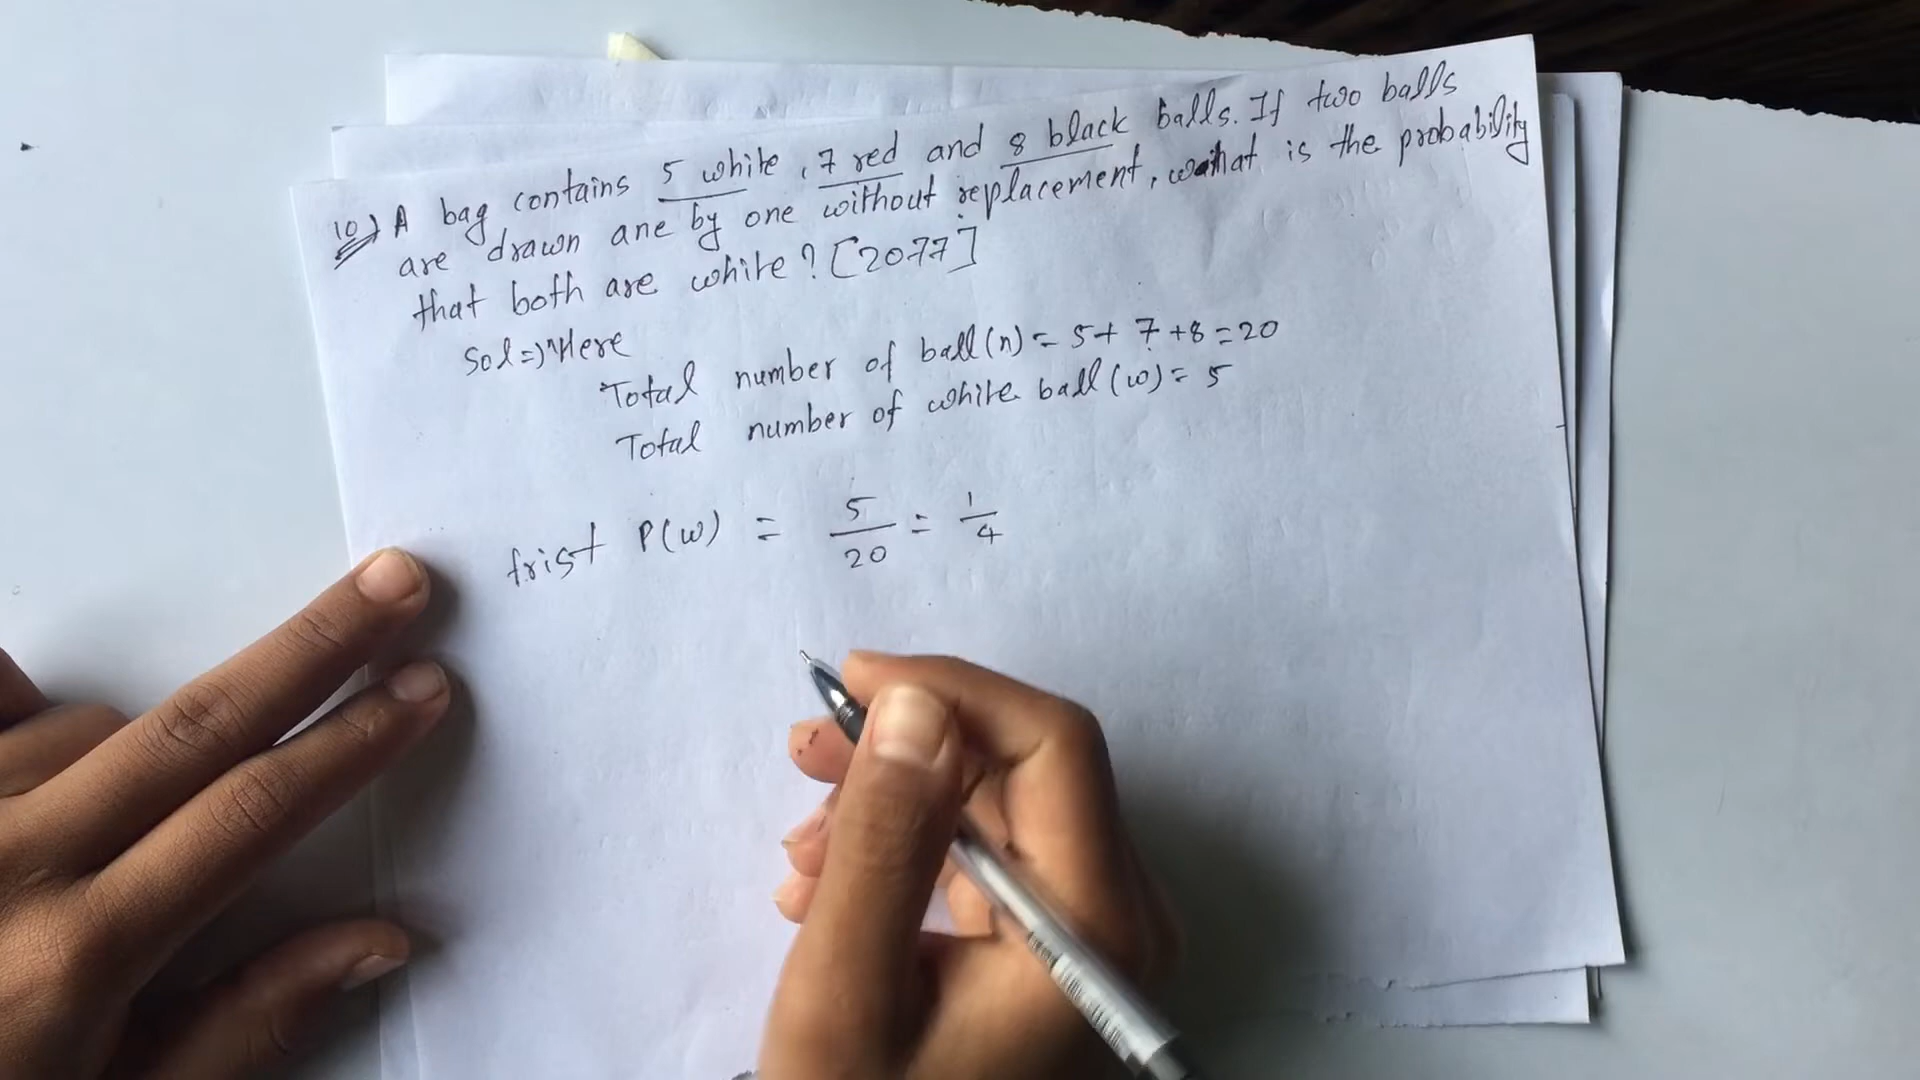 10) A bag contains 5 white, 7 red and 8 black balls. If two balls
are drawn ane by one without replacement, wathat is the probability
that both are white? [2077]
Sol=) Here
Total number of ball(n) = 5+ 7 +8 = 20
Total number of white ball (w) = 5
frist P(w) = 5/20 = 1/4